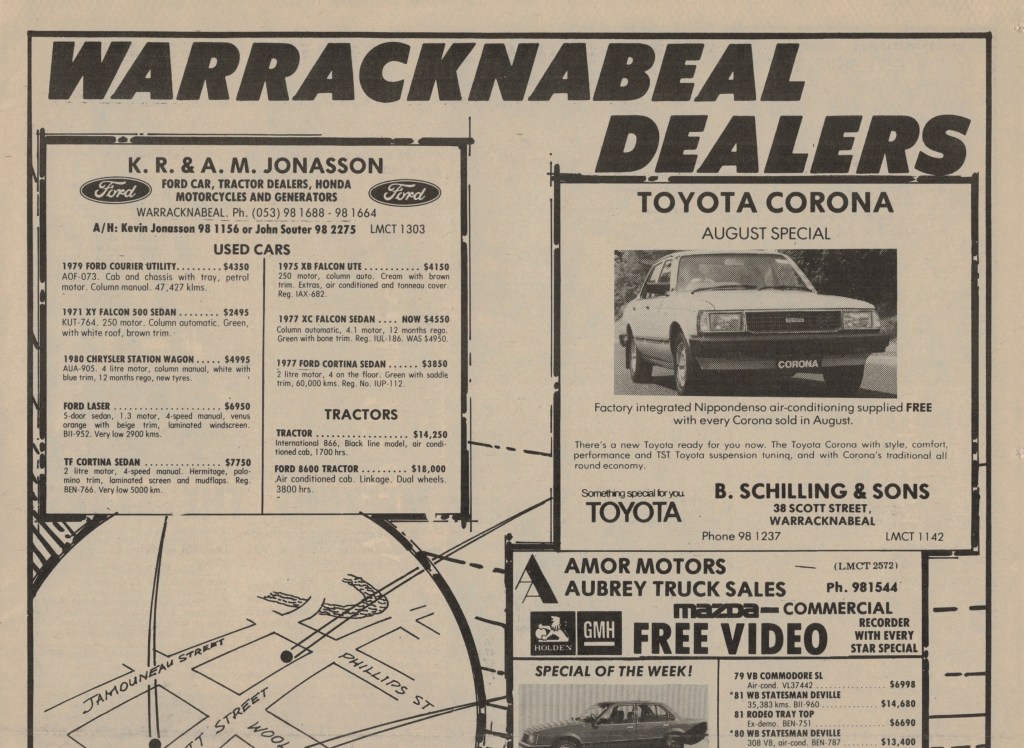 WARRACKNABEAL
DEALERS
K. R. & A. M. JONASSON
Ford
FORD CAR, TRACTOR DEALERS, HONDA
MOTORCYCLES AND GENERATORS
Ford
WARRACKNABEAL. Ph. (053) 98 1688 - 98 1664
A/H: Kevin Jonasson 98 1156 or John Souter 98 2275 LMCT 1303
USED CARS
1979 FORD COURIER UTILITY......... $4350
AOF-073. Cab and chassis with tray, petrol
motor. Column manual. 47,427 klms.
1971 XY FALCON 500 SEDAN ........ $2495
KUT-764. 250 motor. Column automatic. Green,
with white roof, brown trim.
1980 CHRYSLER STATION WAGON ..... $4995
AUA-905. 4 litre motor, column manual, white with
blue trim, 12 months rego, new tyres.
FORD LASER ..................... $6950
5-door sedan, 1.3 motor, 4-speed manual, venus
orange with beige trim, laminated windscreen.
BII-952. Very low 2900 kms.
TF CORTINA SEDAN ............... $7750
2 litre motor, 4-speed manual. Hermitage, palo-
mino trim, laminated screen and mudflaps. Reg.
BEN-766. Very low 5000 km.
1975 XB FALCON UTE ............... $4150
250 motor, column auto. Cream with brown
trim. Extras, air conditioned and tonneau cover.
Reg. IAX-682.
1977 XC FALCON SEDAN .... NOW $4550
Column automatic, 4.1 motor, 12 months rego.
Green with bone trim. Reg. IUL-186. WAS $4950.
1977 FORD CORTINA SEDAN ....... $3850
2 litre motor, 4 on the floor. Green with saddle
trim, 60,000 kms. Reg. No. IUP-112.
TRACTORS
TRACTOR ....................... $14,250
International 866, Black line model, air condi-
tioned cab, 1700 hrs.
FORD 8600 TRACTOR ......... $18,000
Air conditioned cab. Linkage. Dual wheels.
3800 hrs.
TOYOTA CORONA
AUGUST SPECIAL
CORONA
Factory integrated Nippondenso air-conditioning supplied FREE
with every Corona sold in August.
There's a new Toyota ready for you now. The Toyota Corona with style, comfort,
performance and TST Toyota suspension tuning, and with Corona's traditional all
round economy.
Something special for you.
TOYOTA
B. SCHILLING & SONS
38 SCOTT STREET,
WARRACKNABEAL
Phone 98 1237 LMCT 1142
AMOR MOTORS — (LMCT 2572)
AUBREY TRUCK SALES Ph. 981544
mazda COMMERCIAL
HOLDEN
GMH
FREE VIDEO
RECORDER
WITH EVERY
STAR SPECIAL
SPECIAL OF THE WEEK!
79 VB COMMODORE SL
Air-cond. VL37442 ............ $6998
*81 WB STATESMAN DEVILLE
35,383 kms. BII-960 .......... $14,680
81 RODEO TRAY TOP
Ex-demo. BEN-751 ............ $6690
*80 WB STATESMAN DEVILLE
308 V8, air-cond. BEN-787 ..... $13,400
JAMOUNEAU STREET
PHILLIPS ST
TT STREET
WOOL